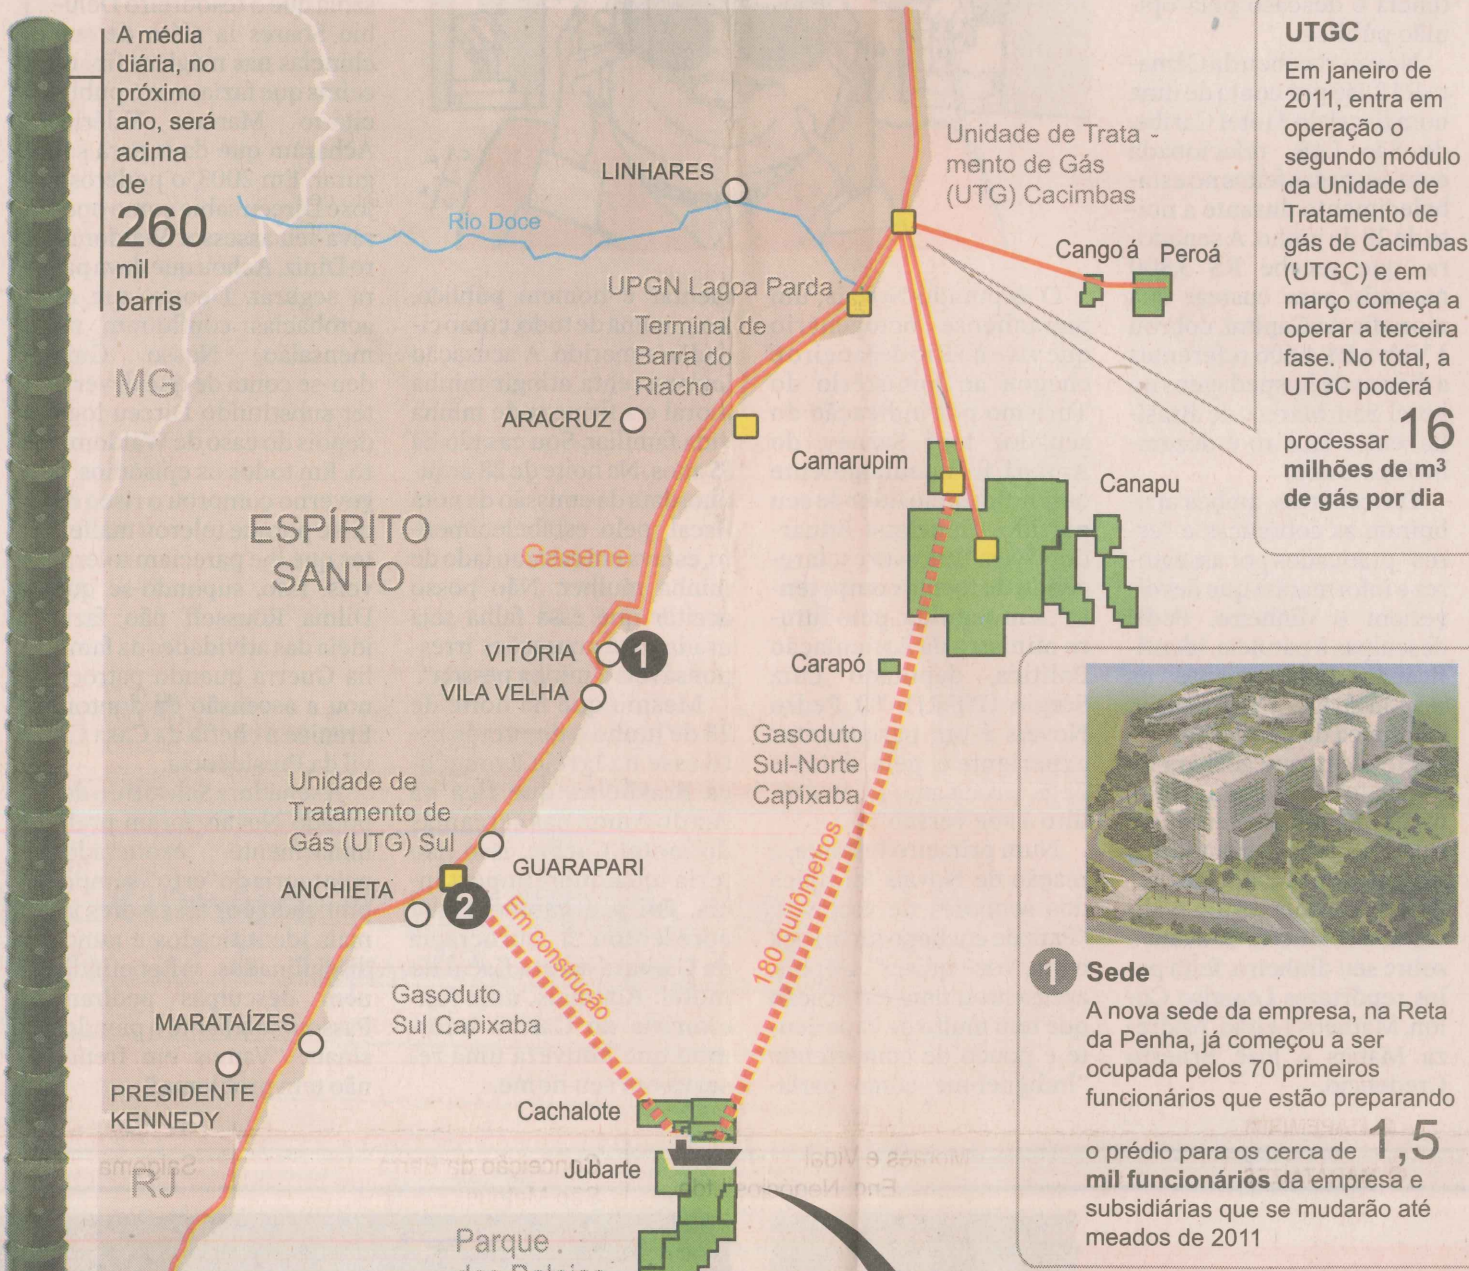 A média
diária, no
próximo
ano, será
acima
de
260
mil
barris
MG
ESPÍRITO
SANTO
RJ
LINHARES
Rio Doce
Unidade de Trata -
mento de Gás
(UTG) Cacimbas
Cangoá
Peroá
UPGN Lagoa Parda
Terminal de
Barra do
Riacho
ARACRUZ
Gasene
Camarupim
Canapu
VITÓRIA
1
VILA VELHA
Carapó
Gasoduto
Sul-Norte
Capixaba
180 quilômetros
Unidade de
Tratamento de
Gás (UTG) Sul
GUARAPARI
ANCHIETA
2
Em construção
Gasoduto
Sul Capixaba
MARATAÍZES
PRESIDENTE
KENNEDY
Cachalote
Jubarte
Parque
UTGC
Em janeiro de
2011, entra em
operação o
segundo módulo
da Unidade de
Tratamento de
gás de Cacimbas
(UTGC) e em
março começa a
operar a terceira
fase. No total, a
UTGC poderá
processar 16
milhões de m³
de gás por dia
1 Sede
A nova sede da empresa, na Reta
da Penha, já começou a ser
ocupada pelos 70 primeiros
funcionários que estão preparando
o prédio para os cerca de 1,5
mil funcionários da empresa e
subsidiárias que se mudarão até
meados de 2011